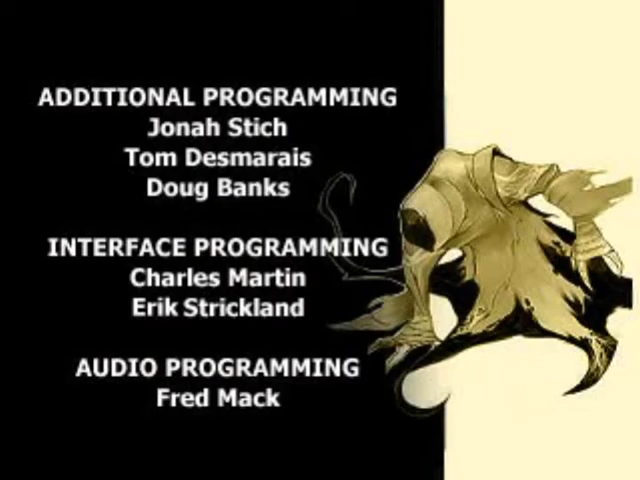 ADDITIONAL PROGRAMMING
Jonah Stich
Tom Desmarais
Doug Banks
INTERFACE PROGRAMMING
Charles Martin
Erik Strickland
AUDIO PROGRAMMING
Fred Mack